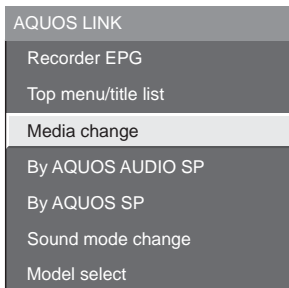 AQUOS LINK
Recorder EPG
Top menu/title list
Media change
By AQUOS AUDIO SP
By AQUOS SP
Sound mode change
Model select